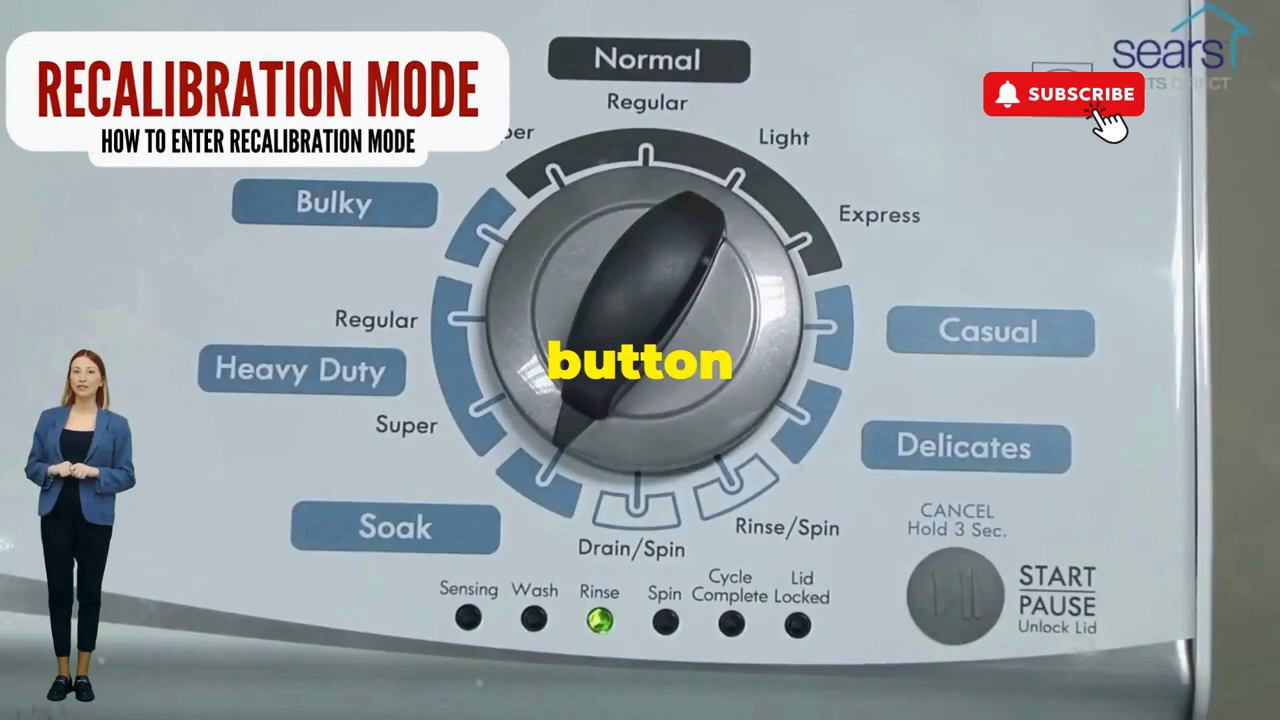 RECALIBRATION MODE
HOW TO ENTER RECALIBRATION MODE
sears
DIRECT
SUBSCRIBE
Normal
Regular
Light
Bulky
Express
Regular
Heavy Duty
Super
Casual
button
Delicates
Soak
Rinse/Spin
Drain/Spin
CANCEL
Hold 3 Sec.
Sensing
Wash
Rinse
Spin
Cycle
Complete
Lid
Locked
START
PAUSE
Unlock Lid